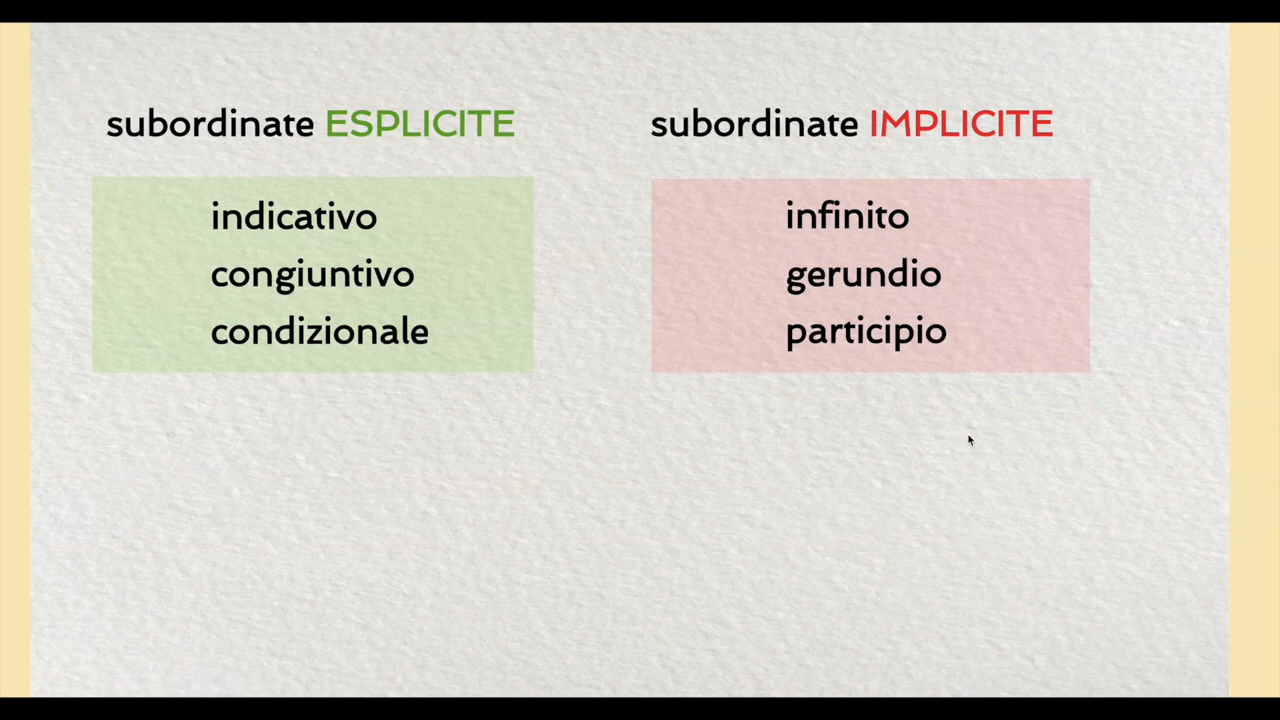 subordinate ESPLICITE
indicativo
congiuntivo
condizionale
subordinate IMPLICITE
infinito
gerundio
participio